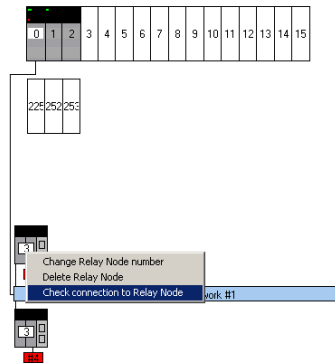 0 1 2 3 4 5 6 7 8 9 10 11 12 13 14 15
225 252 253
3
Change Relay Node number
Delete Relay Node
Check connection to Relay Node
work #1
3
#4